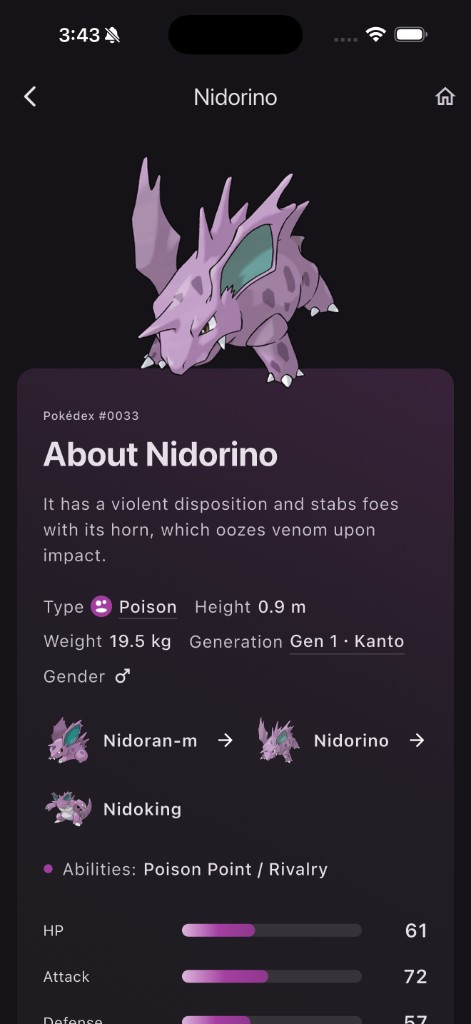 3:43
Nidorino
Pokédex #0033
About Nidorino
It has a violent disposition and stabs foes
with its horn, which oozes venom upon
impact.
Type Poison Height 0.9 m
Weight 19.5 kg Generation Gen 1 · Kanto
Gender ♂
Nidoran-m → Nidorino →
Nidoking
Abilities: Poison Point / Rivalry
HP 61
Attack 72
Defense 57